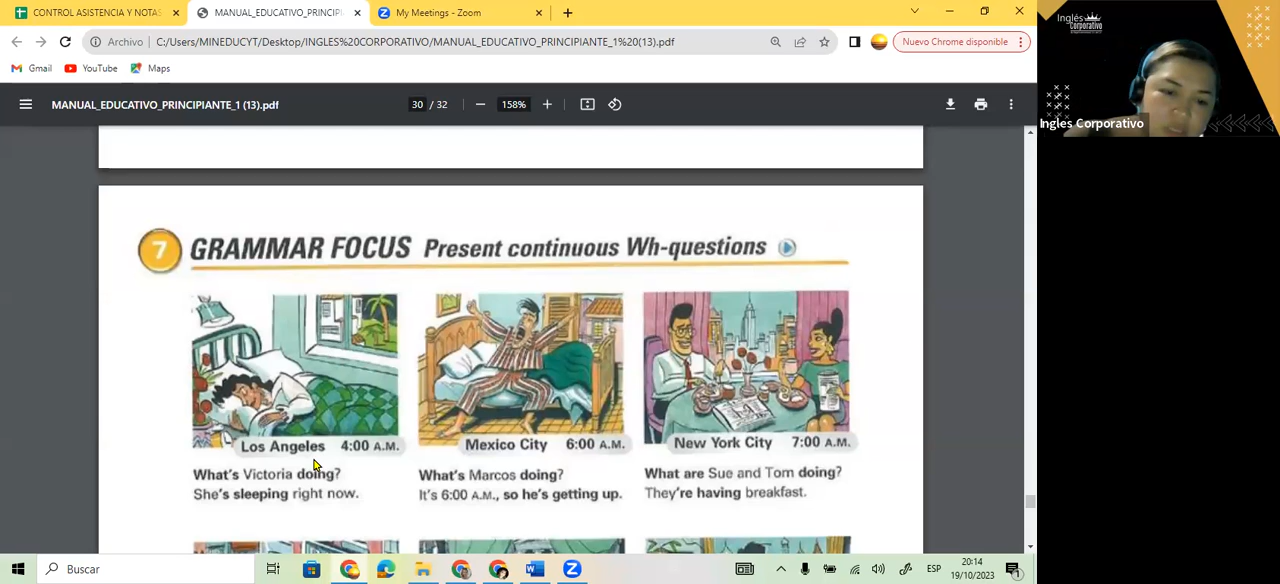 CONTROL ASISTENCIA Y NOTAS
MANUAL_EDUCATIVO_PRINCIPI
My Meetings - Zoom
Archivo
C:/Users/MINEDUCYT/Desktop/INGLES%20CORPORATIVO/MANUAL_EDUCATIVO_PRINCIPIANTE_1%20(13).pdf
Nuevo Chrome disponible
Gmail
YouTube
Maps
MANUAL_EDUCATIVO_PRINCIPIANTE_1 (13).pdf
30 / 32
158%
Inglés
Corporativo
Ingles Corporativo
7 GRAMMAR FOCUS Present continuous Wh-questions
Los Angeles 4:00 A.M.
Mexico City 6:00 A.M.
New York City 7:00 A.M.
What's Victoria doing?
She's sleeping right now.
What's Marcos doing?
It's 6:00 A.M., so he's getting up.
What are Sue and Tom doing?
They're having breakfast.
Buscar
ESP
20:14
19/10/2023